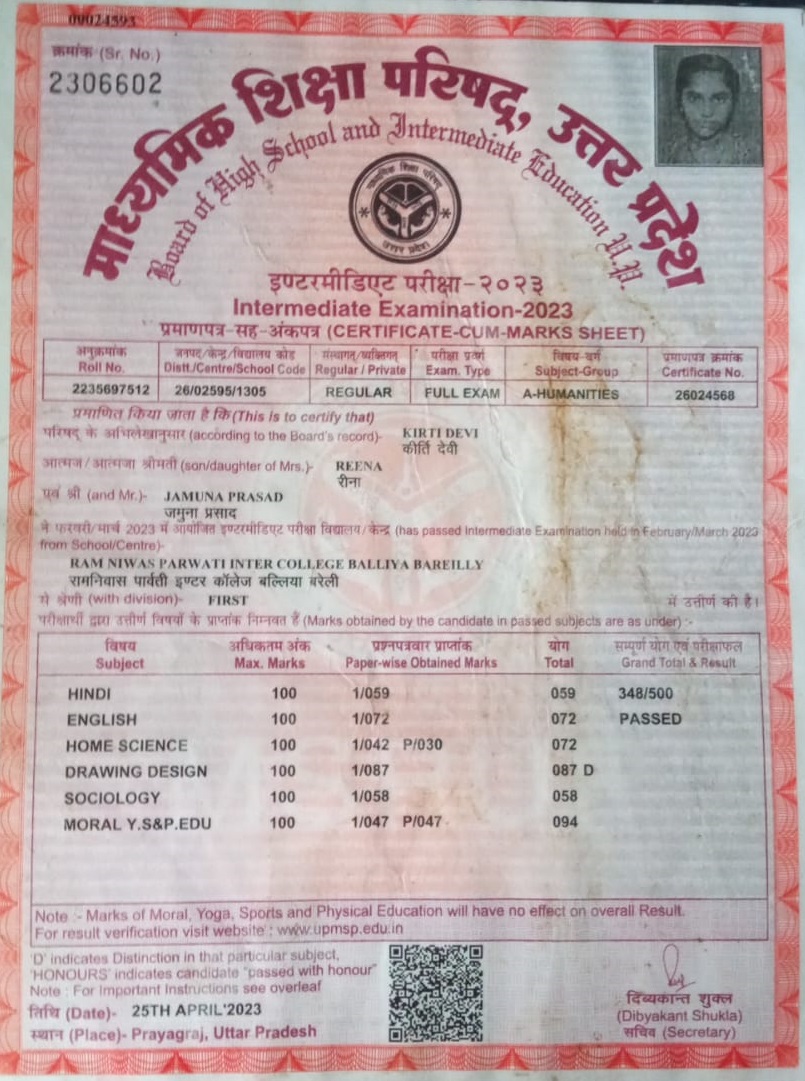 00024593
क्रमांक (Sr. No.)
2306602
माध्यमिक शिक्षा परिषद्, उत्तर प्रदेश
Board of High School and Intermediate Education U.P.
माध्यमिक शिक्षा परिषद्
उत्तर प्रदेश
इण्टरमीडिएट परीक्षा-२०२३
Intermediate Examination-2023
प्रमाणपत्र-सह-अंकपत्र (CERTIFICATE-CUM-MARKS SHEET)
अनुक्रमांक जनपद/केन्द्र/विद्यालय कोड संस्थागत/व्यक्तिगत परीक्षा प्रकार विषय-वर्ग प्रमाणपत्र क्रमांक
Roll No. Distt./Centre/School Code Regular / Private Exam. Type Subject-Group Certificate No.
2235697512 26/02595/1305 REGULAR FULL EXAM A-HUMANITIES 26024568
प्रमाणित किया जाता है कि (This is to certify that)
परिषद् के अभिलेखानुसार (according to the Board's record)- KIRTI DEVI
कीर्ति देवी
आत्मज/आत्मजा श्रीमती (son/daughter of Mrs.)- REENA
रीना
एवं श्री (and Mr.)- JAMUNA PRASAD
जमुना प्रसाद
ने फरवरी/मार्च 2023 में आयोजित इण्टरमीडिएट परीक्षा विद्यालय/केन्द्र (has passed Intermediate Examination held in February/March 2023
from School/Centre)-
RAM NIWAS PARWATI INTER COLLEGE BALLIYA BAREILLY
रामनिवास पार्वती इण्टर कॉलेज बल्लिया बरेली
से श्रेणी (with division)- FIRST में उत्तीर्ण की है।
परीक्षार्थी द्वारा उत्तीर्ण विषयों के प्राप्तांक निम्नवत हैं (Marks obtained by the candidate in passed subjects are as under) :-
विषय अधिकतम अंक प्रश्नपत्रवार प्राप्तांक योग सम्पूर्ण योग एवं परीक्षाफल
Subject Max. Marks Paper-wise Obtained Marks Total Grand Total & Result
HINDI 100 1/059 059 348/500
ENGLISH 100 1/072 072 PASSED
HOME SCIENCE 100 1/042 P/030 072
DRAWING DESIGN 100 1/087 087 D
SOCIOLOGY 100 1/058 058
MORAL Y.S&P.EDU 100 1/047 P/047 094
Note :- Marks of Moral, Yoga, Sports and Physical Education will have no effect on overall Result.
For result verification visit website : www.upmsp.edu.in
'D' indicates Distinction in that particular subject,
'HONOURS' indicates candidate "passed with honour"
Note : For Important Instructions see overleaf
तिथि (Date)- 25TH APRIL'2023
स्थान (Place)- Prayagraj, Uttar Pradesh
दिब्यकान्त शुक्ल
(Dibyakant Shukla)
सचिव (Secretary)